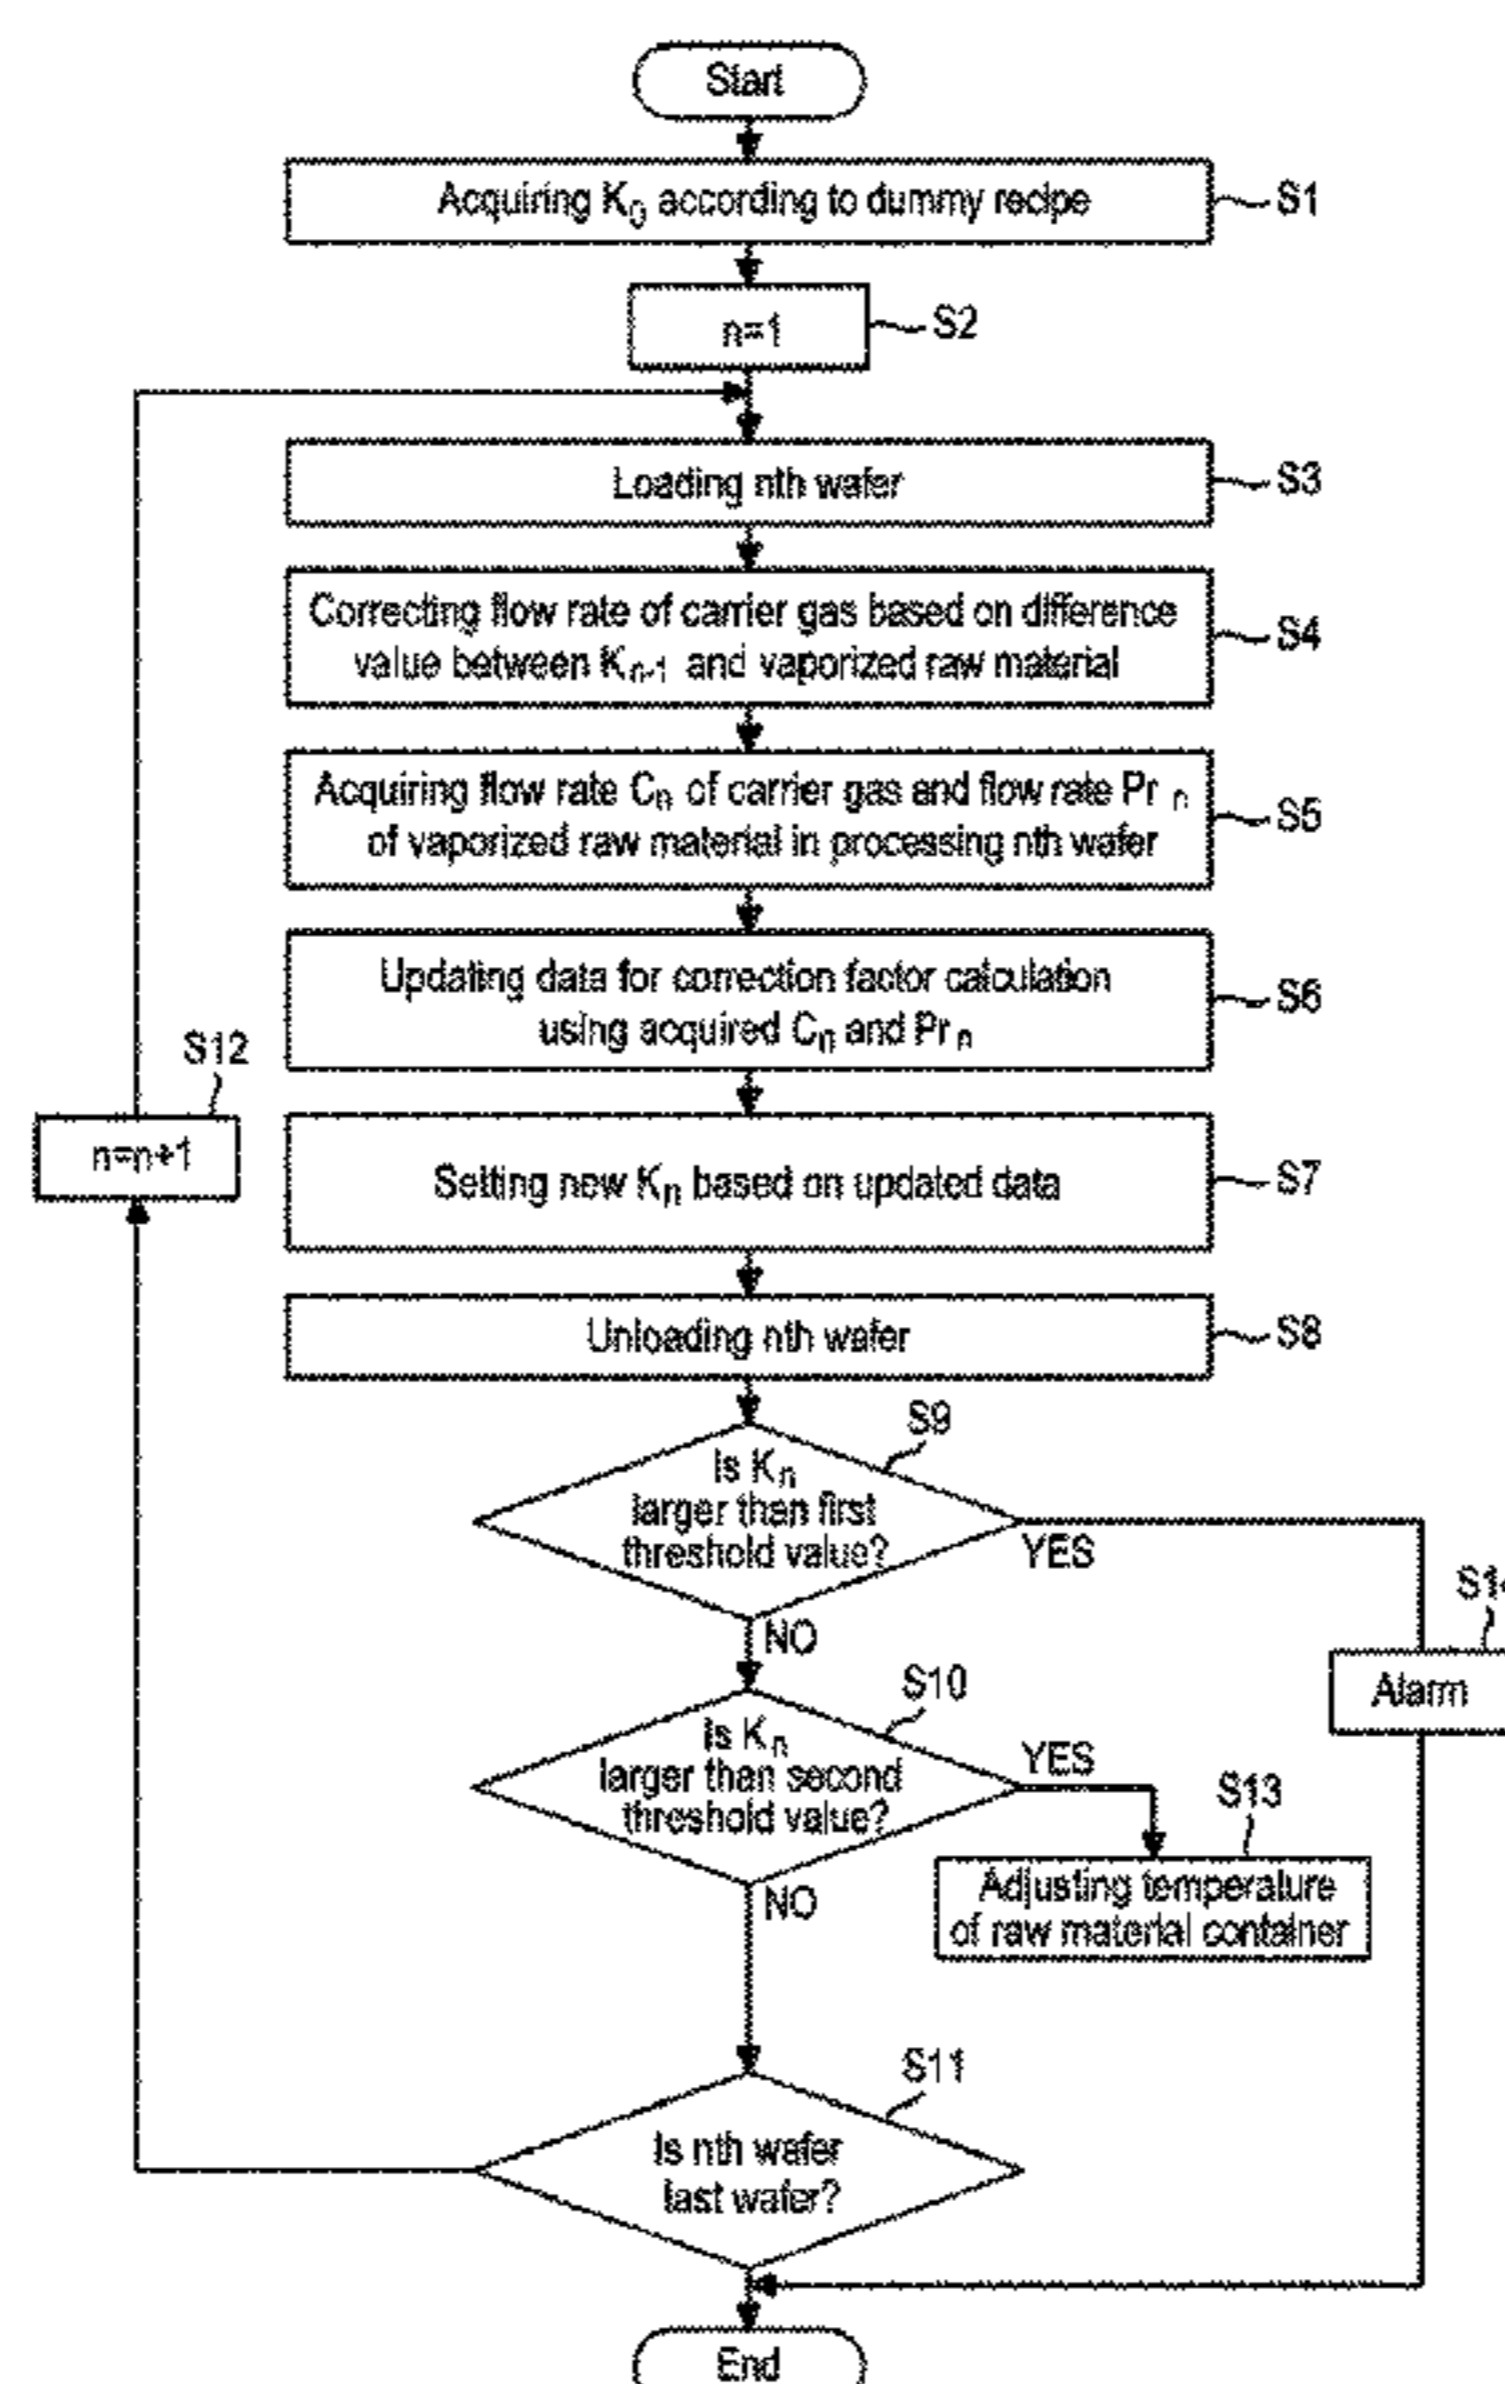 Start
Acquiring K0 according to dummy recipe
S1
n=1
S2
Loading nth wafer
S3
Correcting flow rate of carrier gas based on difference
value between Kn-1 and vaporized raw material
S4
Acquiring flow rate Cn of carrier gas and flow rate Pr n
of vaporized raw material in processing nth wafer
S5
Updating data for correction factor calculation
using acquired Cn and Pr n
S6
S12
n=n+1
Setting new Kn based on updated data
S7
Unloading nth wafer
S8
S9
Is Kn
larger than first
threshold value?
YES
NO
S14
Alarm
S10
Is Kn
larger than second
threshold value?
YES
NO
S13
Adjusting temperature
of raw material container
S11
Is nth wafer
last wafer?
End